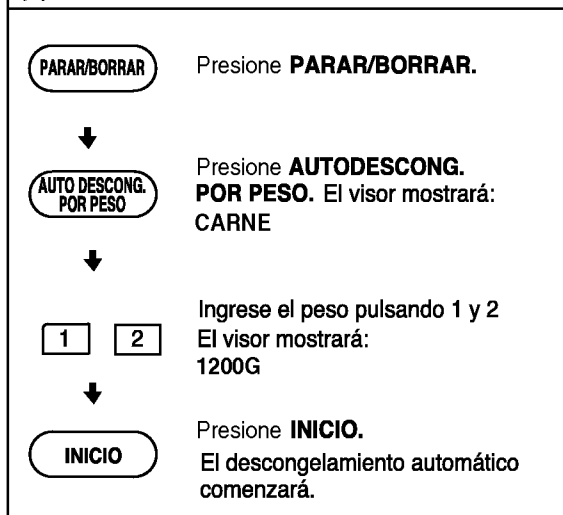 PARAR/BORRAR
Presione PARAR/BORRAR.
AUTO DESCONG.
POR PESO
Presione AUTODESCONG.
POR PESO. El visor mostrará:
CARNE
1 2
Ingrese el peso pulsando 1 y 2
El visor mostrará:
1200G
INICIO
Presione INICIO.
El descongelamiento automático
comenzará.